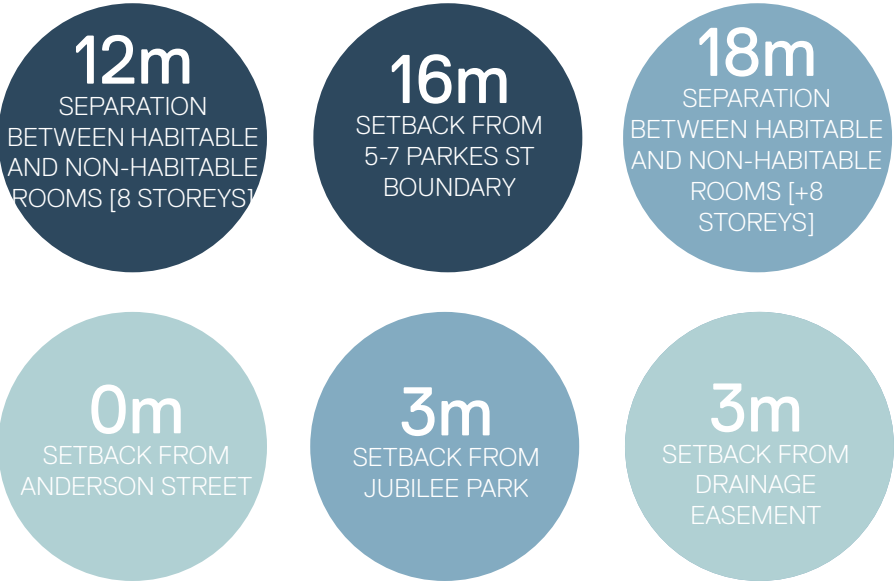 12m
SEPARATION
BETWEEN HABITABLE
AND NON-HABITABLE
ROOMS [8 STOREYS]
16m
SETBACK FROM
5-7 PARKES ST
BOUNDARY
18m
SEPARATION
BETWEEN HABITABLE
AND NON-HABITABLE
ROOMS [+8
STOREYS]
0m
SETBACK FROM
ANDERSON STREET
3m
SETBACK FROM
JUBILEE PARK
3m
SETBACK FROM
DRAINAGE
EASEMENT